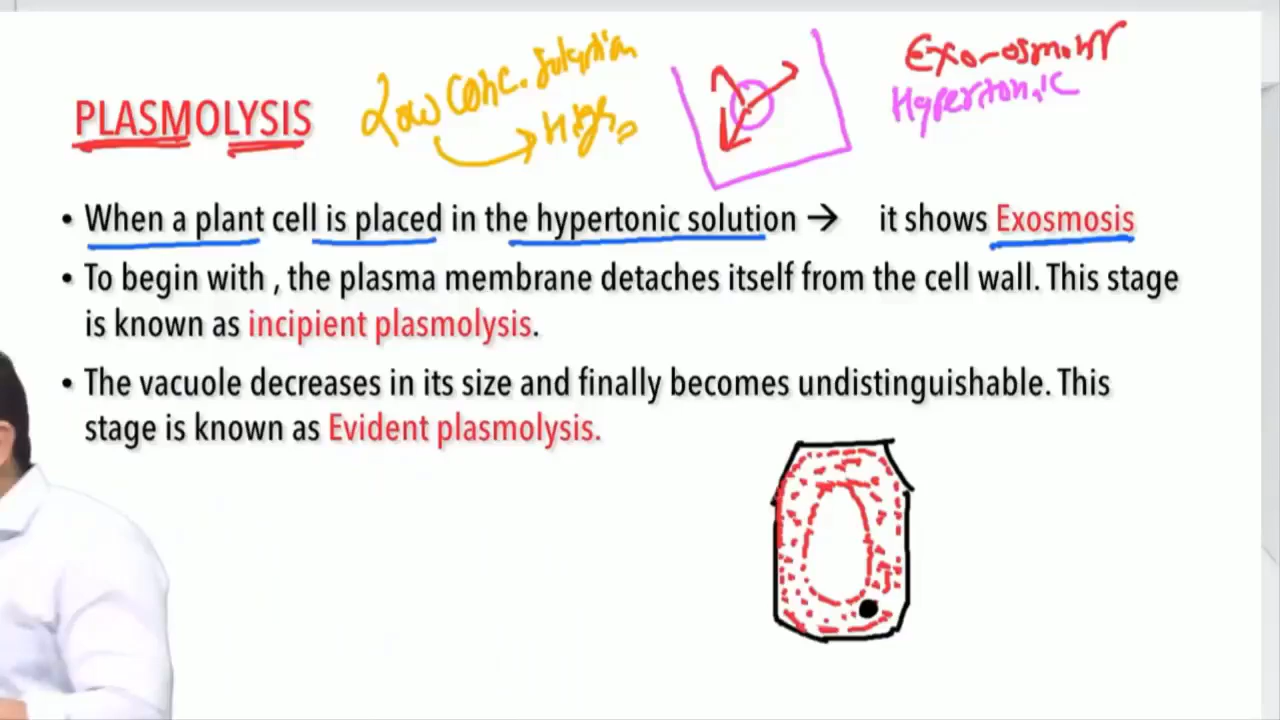 Low conc. solution
High
Exo-osmosis
Hypertonic
PLASMOLYSIS
• When a plant cell is placed in the hypertonic solution → it shows Exosmosis
• To begin with , the plasma membrane detaches itself from the cell wall. This stage
is known as incipient plasmolysis.
• The vacuole decreases in its size and finally becomes undistinguishable. This
stage is known as Evident plasmolysis.